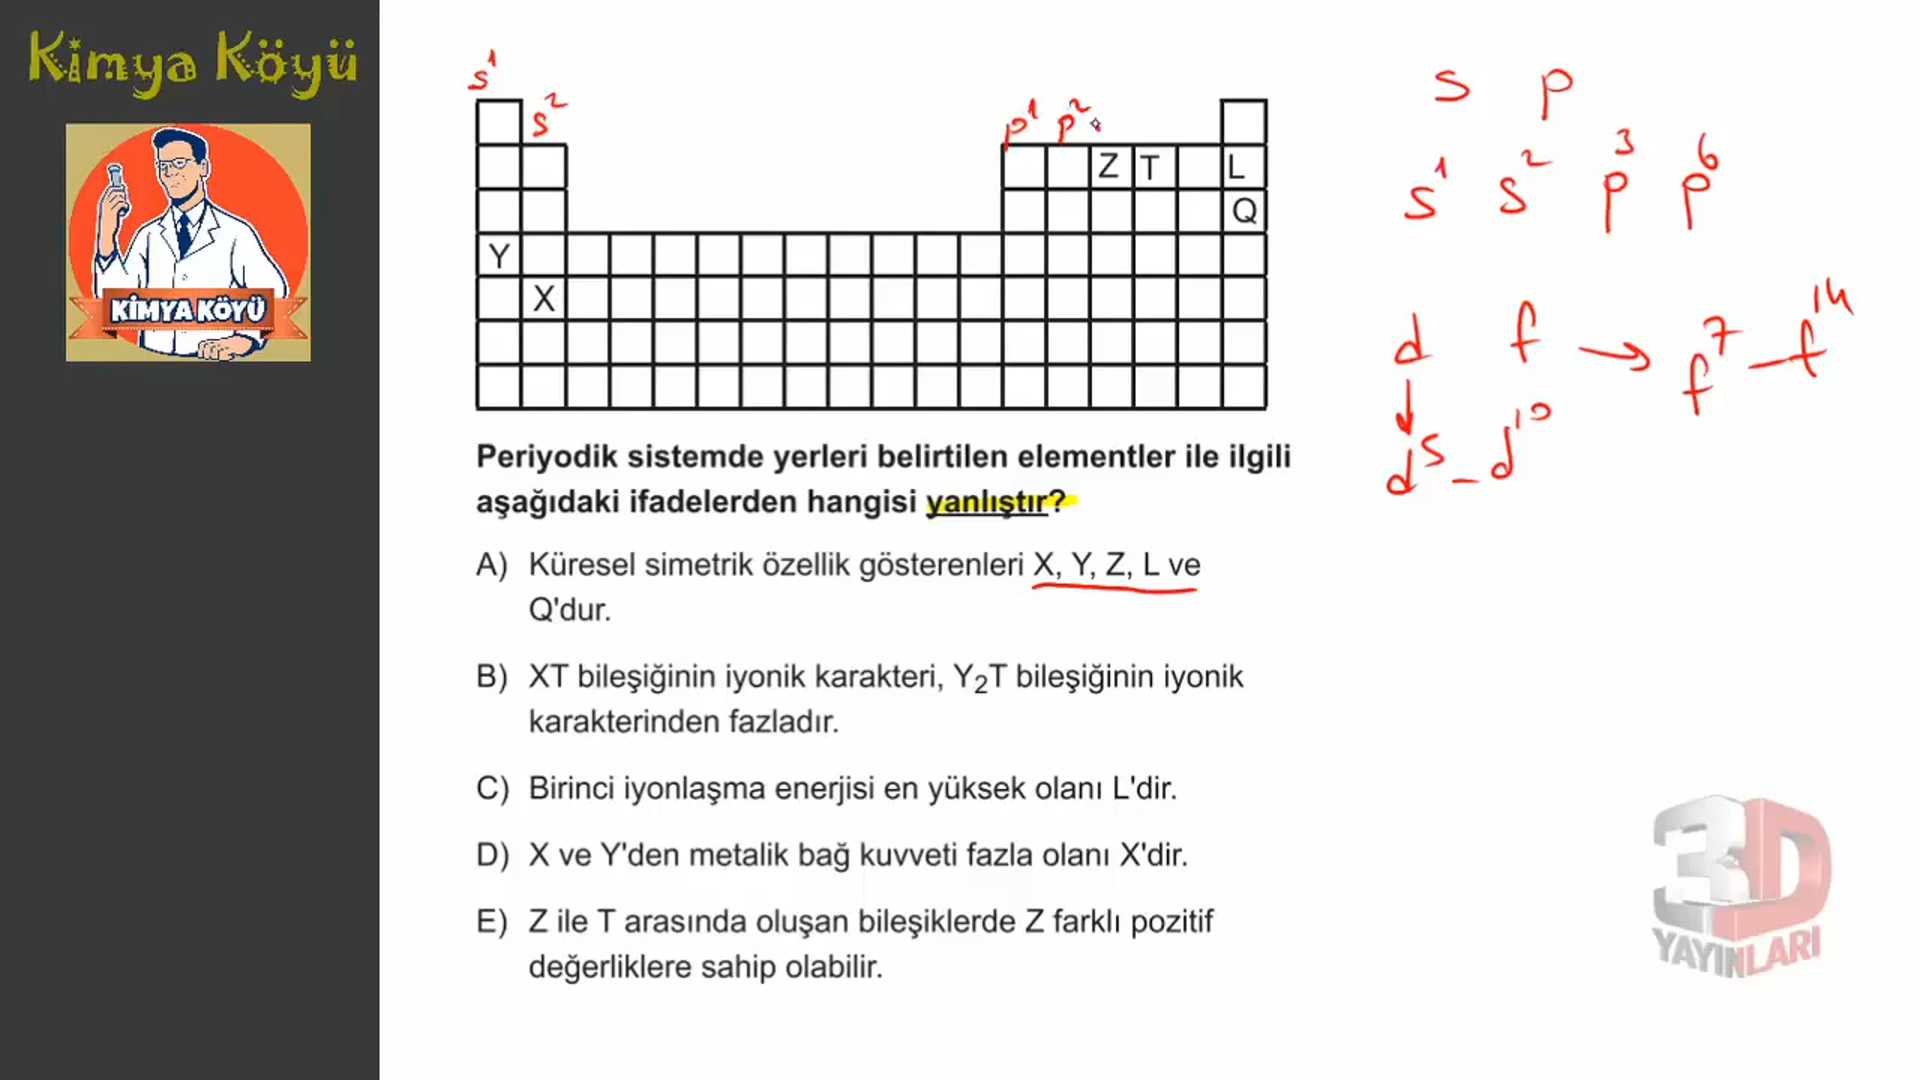 Kimya Köyü
KİMYA KÖYÜ
s¹
s²
p¹ p²
Z T L
Q
Y
X
s p
s¹ s² p³ p⁶
d f → f⁷ – f¹⁴
d⁵ – d¹⁰
Periyodik sistemde yerleri belirtilen elementler ile ilgili
aşağıdaki ifadelerden hangisi yanlıştır?
A) Küresel simetrik özellik gösterenleri X, Y, Z, L ve
Q'dur.
B) XT bileşiğinin iyonik karakteri, Y₂T bileşiğinin iyonik
karakterinden fazladır.
C) Birinci iyonlaşma enerjisi en yüksek olanı L'dir.
D) X ve Y'den metalik bağ kuvveti fazla olanı X'dir.
E) Z ile T arasında oluşan bileşiklerde Z farklı pozitif
değerliklere sahip olabilir.
3D
YAYINLARI